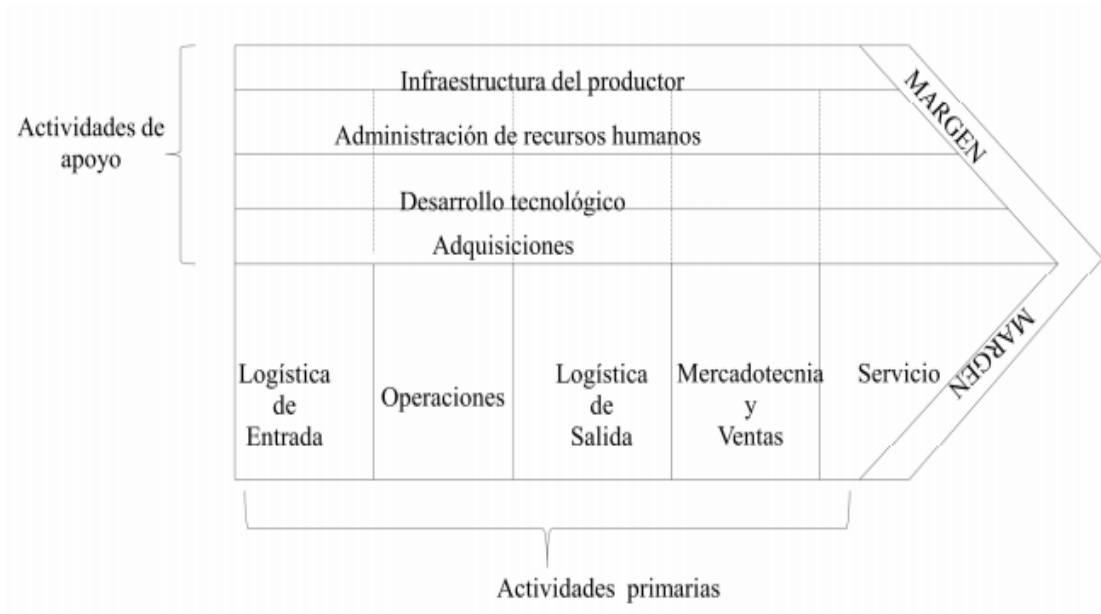 Infraestructura del productor
MARGEN
Actividades de
apoyo
Administración de recursos humanos
Desarrollo tecnológico
Adquisiciones
Logística
de
Entrada
Operaciones
Logística
de
Salida
Mercadotecnia
y
Ventas
Servicio
MARGEN
Actividades primarias